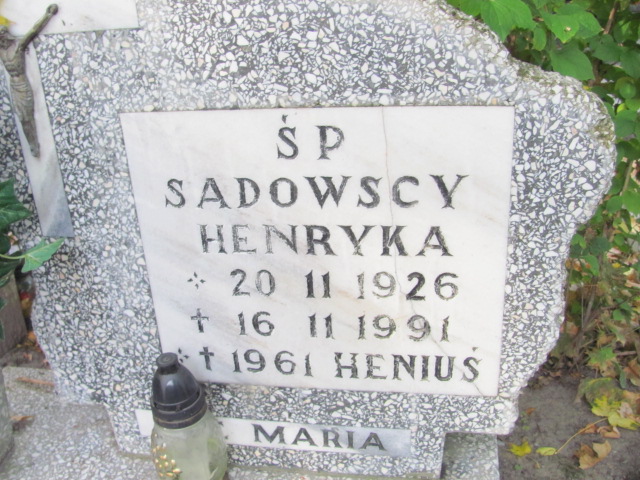 ŚP
SADOWSCY
HENRYKA
* 20 11 1926
✝ 16 11 1991
* ✝ 1961 HENIUŚ
MARIA